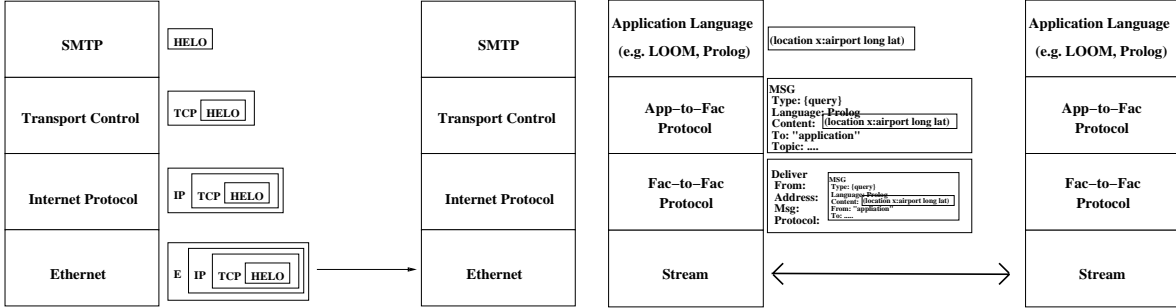 SMTP
HELO
SMTP
Transport Control
TCP HELO
Transport Control
Internet Protocol
IP TCP HELO
Internet Protocol
Ethernet
E IP TCP HELO
Ethernet
Application Language
(e.g. LOOM, Prolog)
(location x:airport long lat)
Application Language
(e.g. LOOM, Prolog)
App−to−Fac
Protocol
MSG
Type: {query}
Language: Prolog
Content: (location x:airport long lat)
To: "application"
Topic: ....
App−to−Fac
Protocol
Fac−to−Fac
Protocol
Deliver
From:
Address:
Msg:
Protocol:
MSG
Type: {query}
Language: Prolog
Content: (location x:airport long lat)
From: "appliation"
To: .....
Fac−to−Fac
Protocol
Stream
Stream